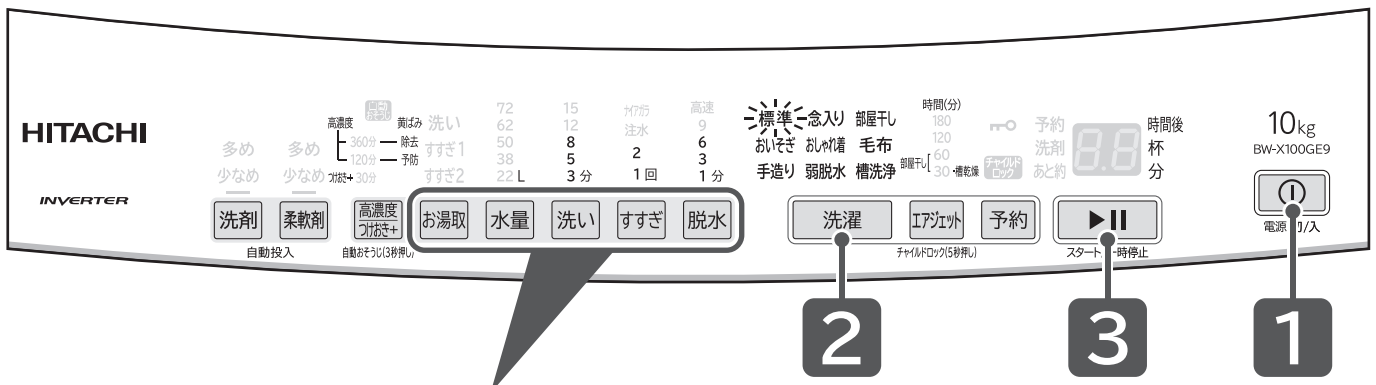 HITACHI
INVERTER
多め
少なめ
洗剤
多め
少なめ
柔軟剤
自動投入
自動
おそうじ
高濃度 黄ばみ
360分 除去
120分 予防
つけおき+ 30分
高濃度
つけおき+
自動おそうじ(3秒押し)
洗い
すすぎ1
すすぎ2
お湯取
72
62
50
38
22 L
水量
15
12
8
5
3 分
洗い
ナイアガラ
注水
2
1 回
すすぎ
高速
9
6
3
1 分
脱水
標準 念入り 部屋干し
おいそぎ おしゃれ着 毛布
手造り 弱脱水 槽洗浄
洗濯
時間(分)
180
120
60
30
部屋干し
・槽乾燥
エアジェット
チャイルド
ロック
予約
チャイルドロック(5秒押し)
予約
洗剤
あと約
8.8
時間後
杯
分
スタート/一時停止
10kg
BW-X100GE9
電源 切/入
2
3
1